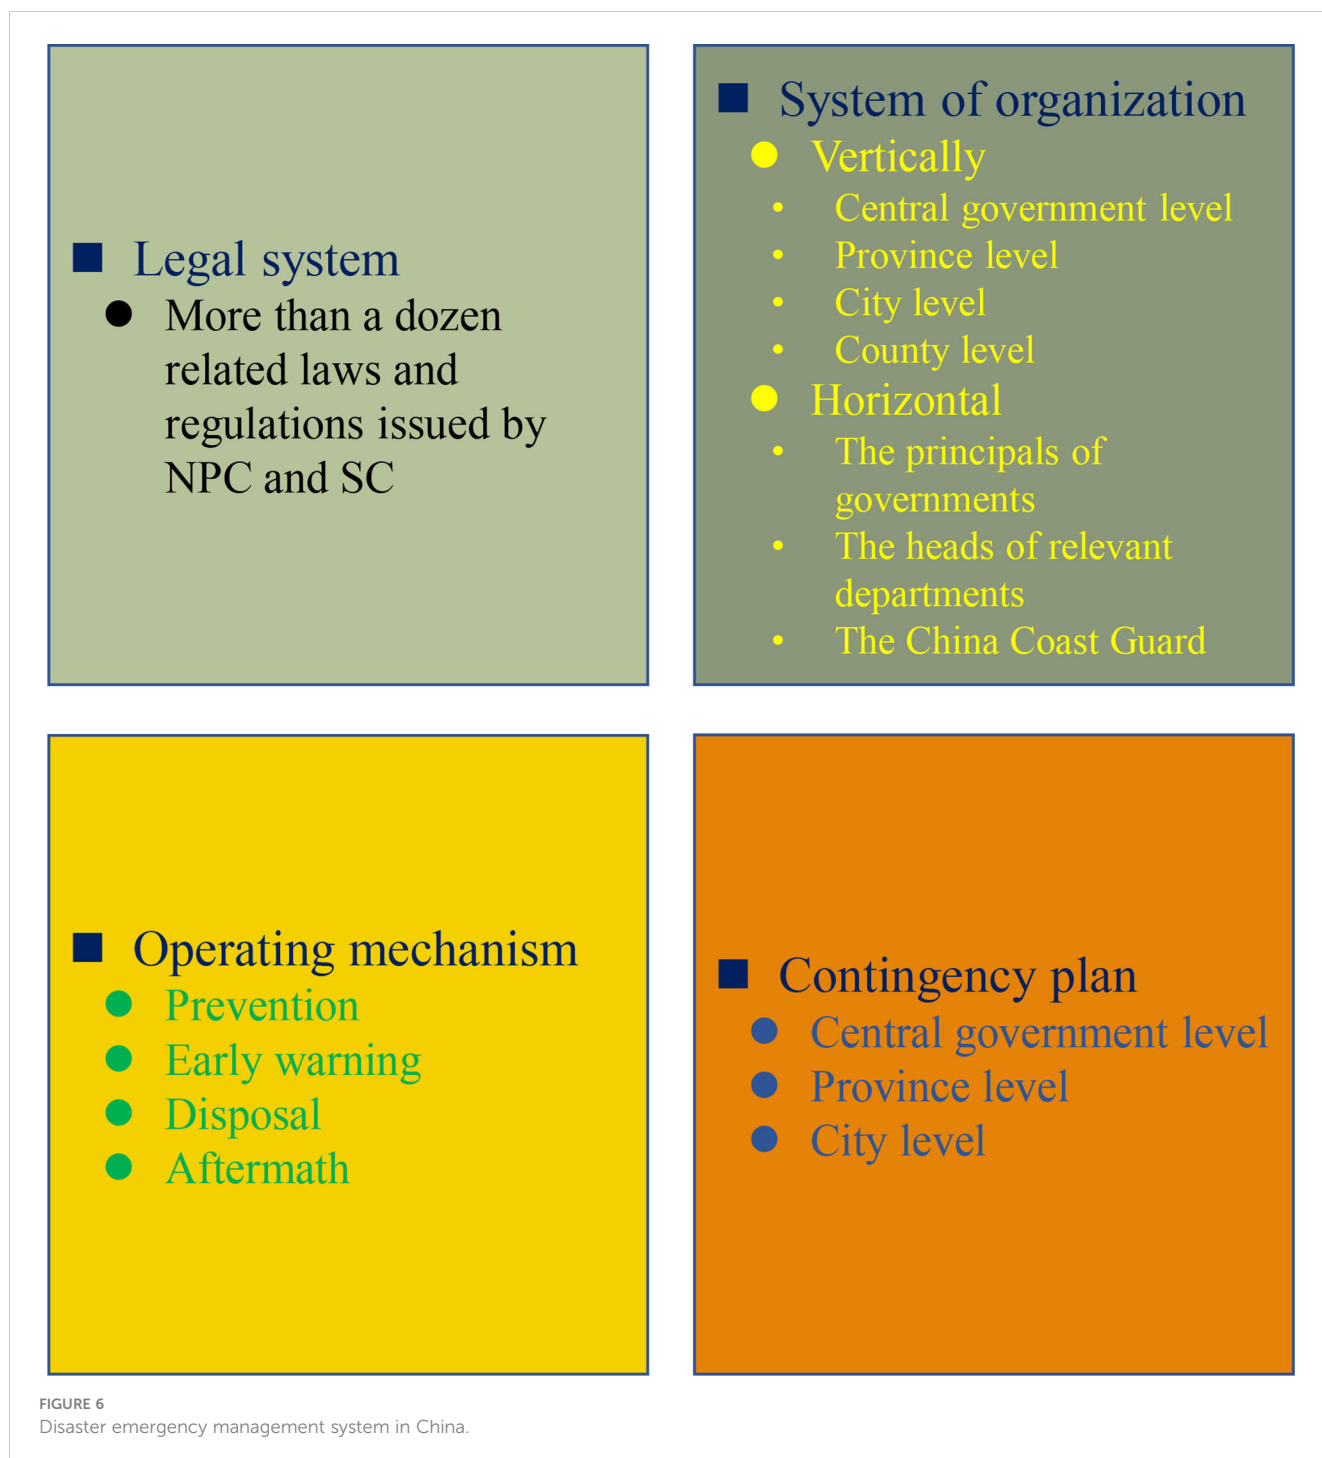 Legal system
More than a dozen
related laws and
regulations issued by
NPC and SC
System of organization
Vertically
Central government level
Province level
City level
County level
Horizontal
The principals of
governments
The heads of relevant
departments
The China Coast Guard
Operating mechanism
Prevention
Early warning
Disposal
Aftermath
Contingency plan
Central government level
Province level
City level
FIGURE 6
Disaster emergency management system in China.